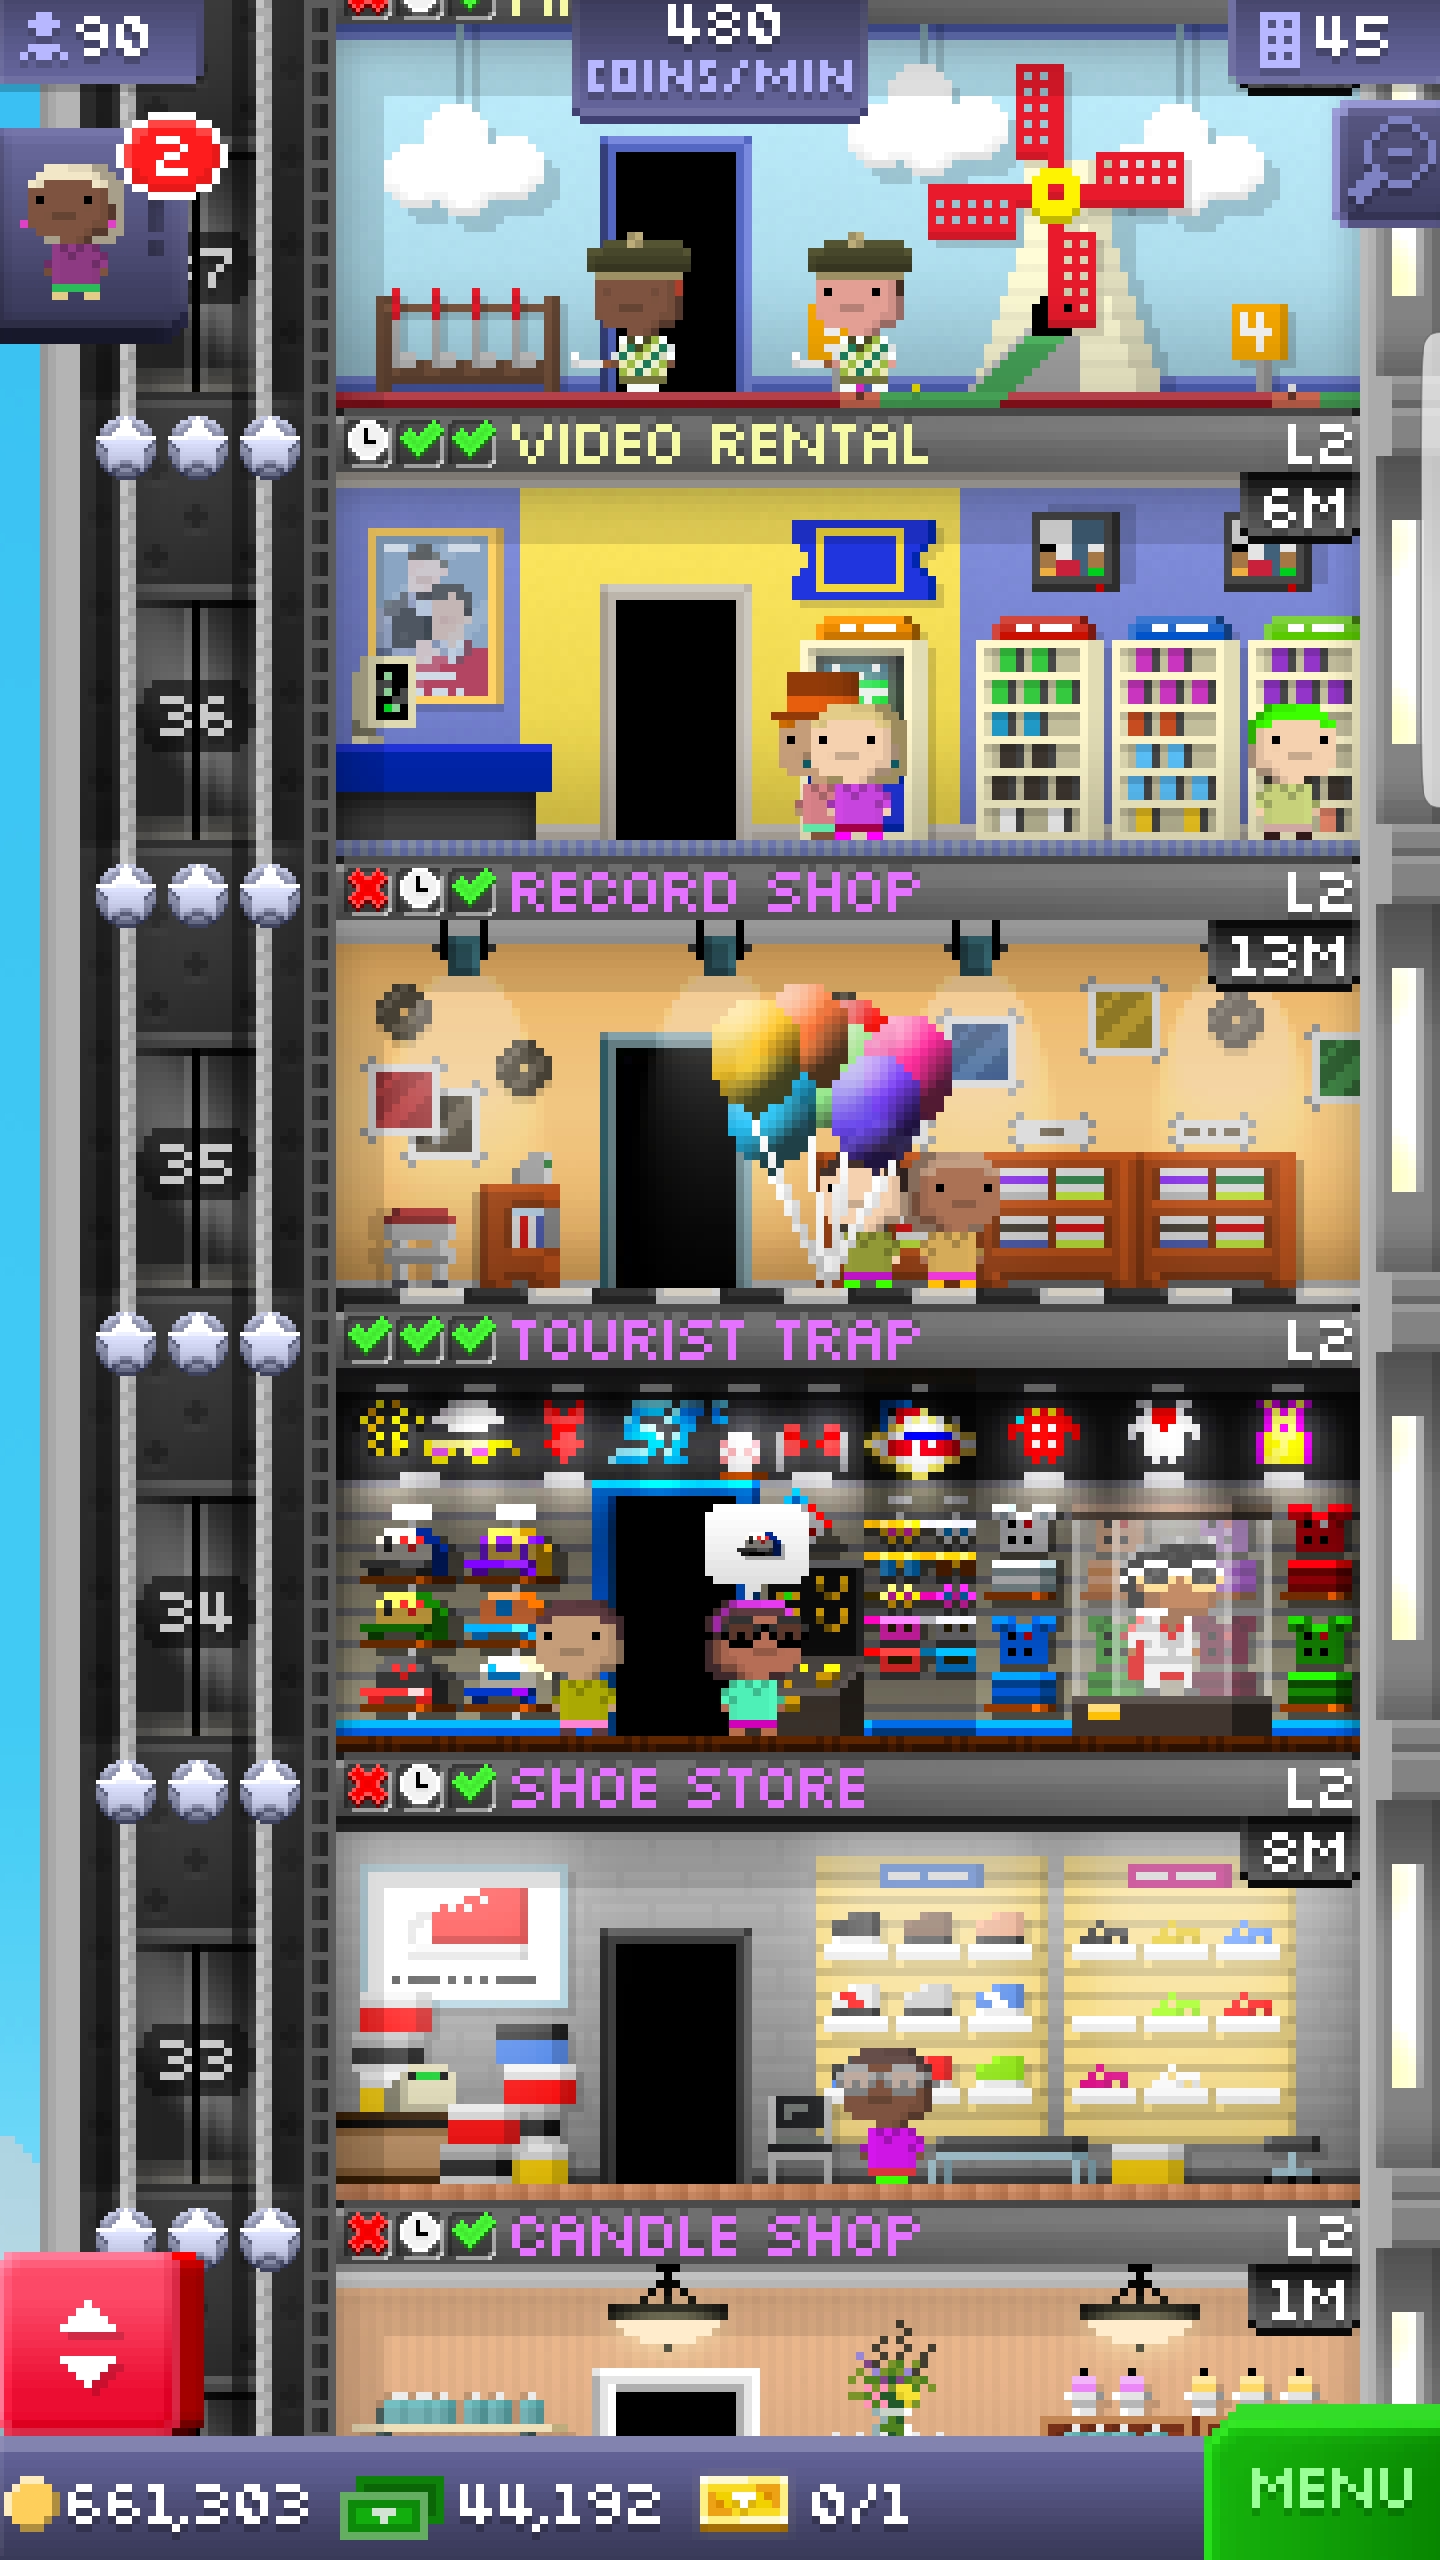 90
480
COINS/MIN
45
2
7
4
VIDEO RENTAL L2
6M
36
RECORD SHOP L2
13M
35
TOURIST TRAP L2
34
SHOE STORE L2
8M
33
CANDLE SHOP L2
1M
661,303 44,192 0/1
MENU